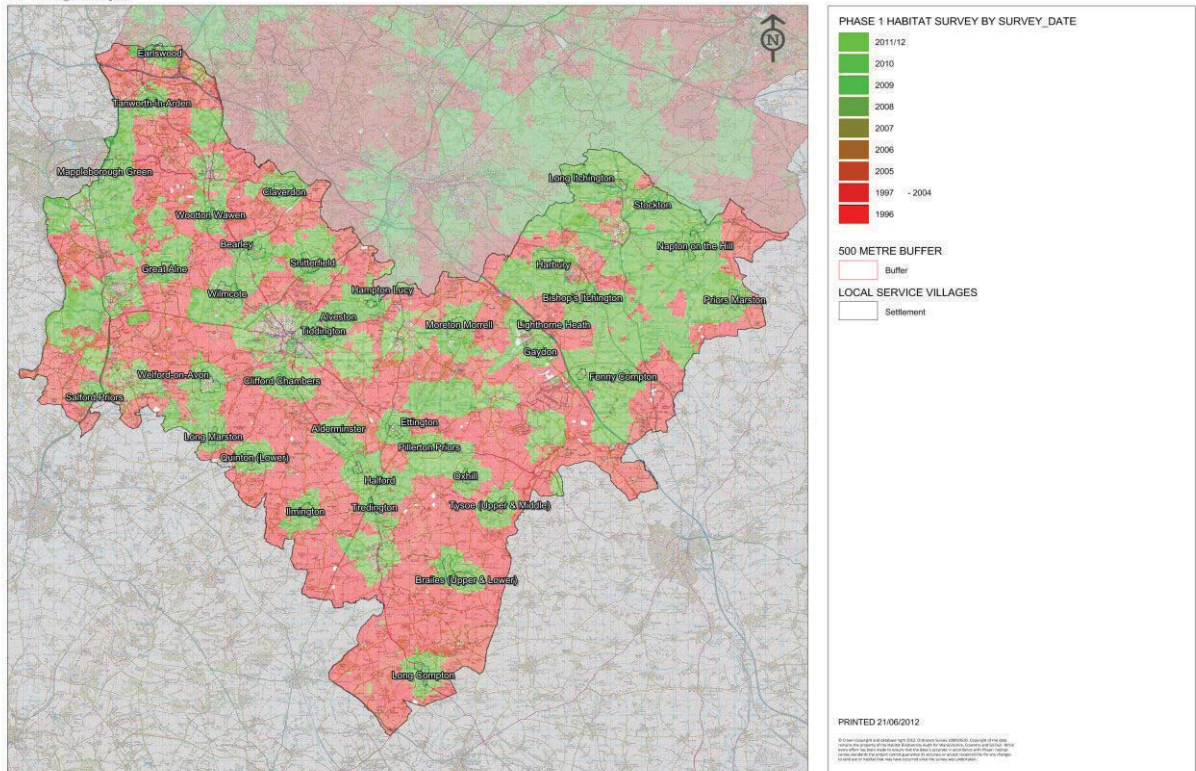 N
Earlswood
Tanworth-in-Arden
Mappleborough Green
Claverdon
Wootton Wawen
Bearley
Snitterfield
Great Alne
Wilmcote
Hampton Lucy
Alveston
Tiddington
Long Itchington
Stockton
Napton on the Hill
Harbury
Bishop's Itchington
Priors Marston
Moreton Morrell
Lighthorne Heath
Gaydon
Fenny Compton
Welford-on-Avon
Clifford Chambers
Salford Priors
Long Marston
Alderminster
Ettington
Quinton (Lower)
Pillerton Priors
Halford
Oxhill
Ilmington
Tredington
Tysoe (Upper & Middle)
Brailes (Upper & Lower)
Long Compton
PHASE 1 HABITAT SURVEY BY SURVEY_DATE
2011/12
2010
2009
2008
2007
2006
2005
1997 - 2004
1996
500 METRE BUFFER
Buffer
LOCAL SERVICE VILLAGES
Settlement
PRINTED 21/06/2012